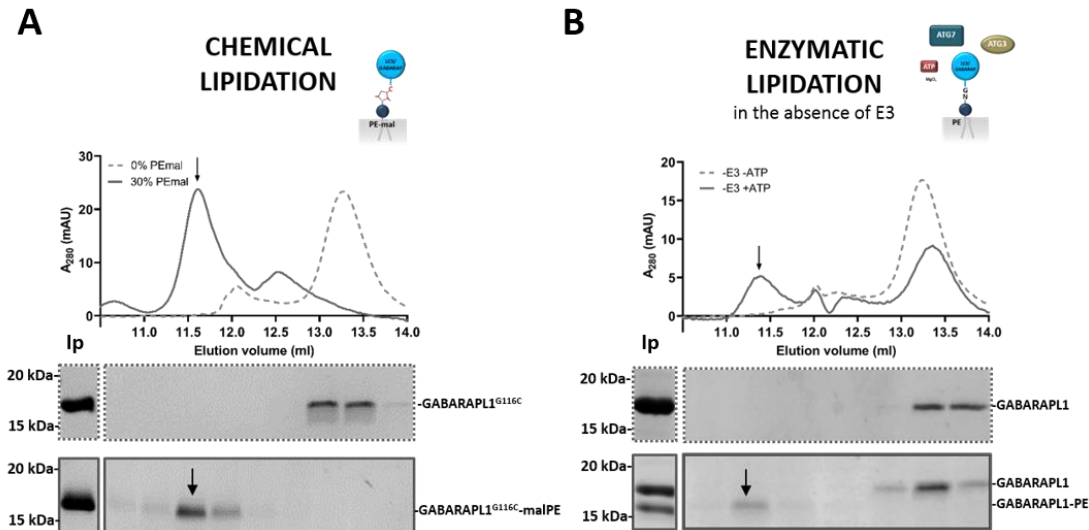 A
CHEMICAL
LIPIDATION
LC3/
GABARAP
C
PE-mal
30
20
10
0
A280 (mAU)
0% PEmal
30% PEmal
11.0 11.5 12.0 12.5 13.0 13.5 14.0
Elution volume (ml)
Ip
20 kDa-
15 kDa-
-GABARAPL1G116C
20 kDa-
15 kDa-
-GABARAPL1G116C-malPE
B
ENZYMATIC
LIPIDATION
in the absence of E3
ATG7
ATG3
ATP
MgCl2
LC3/
GABARAP
G
N
PE
20
15
10
5
0
A280 (mAU)
-E3 -ATP
-E3 +ATP
11.0 11.5 12.0 12.5 13.0 13.5 14.0
Elution volume (ml)
Ip
20 kDa-
15 kDa-
-GABARAPL1
20 kDa-
15 kDa-
-GABARAPL1
-GABARAPL1-PE